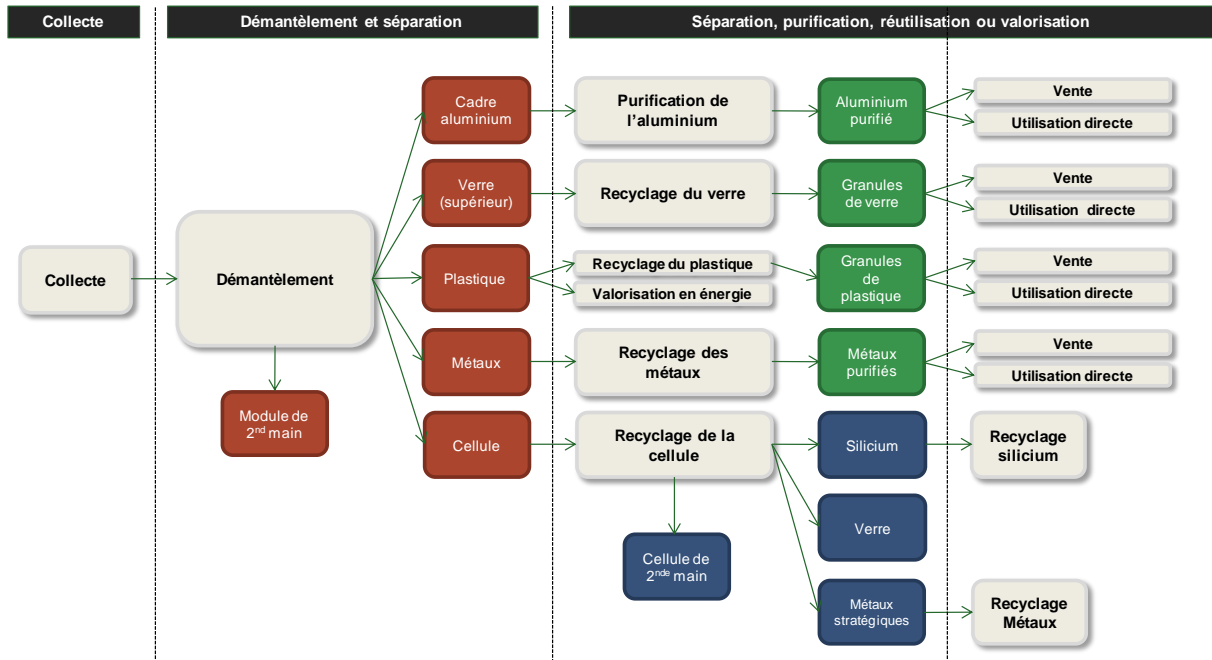 Collecte
Démantèlement et séparation
Séparation, purification, réutilisation ou valorisation
Cadre
aluminium
Purification de
l'aluminium
Aluminium
purifié
Vente
Utilisation directe
Verre
(supérieur)
Recyclage du verre
Granules
de verre
Vente
Utilisation directe
Collecte
Démantèlement
Plastique
Recyclage du plastique
Valorisation en énergie
Granules
de
plastique
Vente
Utilisation directe
Métaux
Recyclage des
métaux
Métaux
purifiés
Vente
Utilisation directe
Module de
2nd main
Cellule
Recyclage de la
cellule
Silicium
Recyclage
silicium
Verre
Cellule de
2nde main
Métaux
stratégiques
Recyclage
Métaux